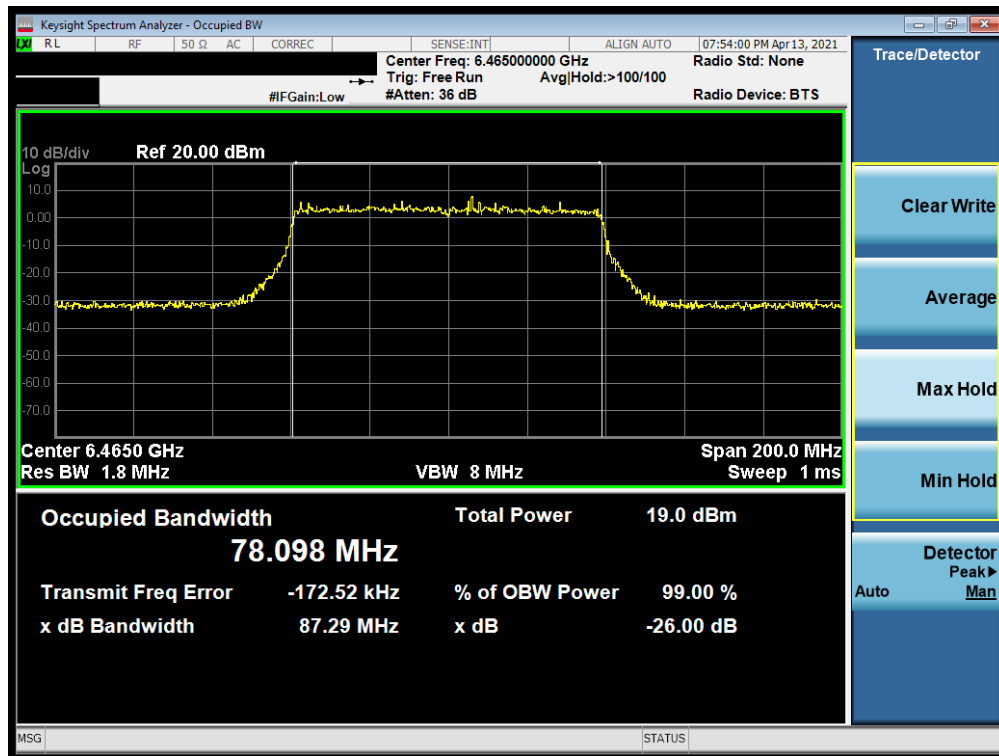 Keysight Spectrum Analyzer - Occupied BW
LXI RL RF 50 Ω AC CORREC SENSE:INT ALIGN AUTO 07:54:00 PM Apr 13, 2021
Center Freq: 6.465000000 GHz Radio Std: None
Trig: Free Run Avg|Hold:>100/100
#IFGain:Low #Atten: 36 dB Radio Device: BTS
10 dB/div Ref 20.00 dBm
Log
10.0
0.00
-10.0
-20.0
-30.0
-40.0
-50.0
-60.0
-70.0
Center 6.4650 GHz Span 200.0 MHz
Res BW 1.8 MHz VBW 8 MHz Sweep 1 ms
Occupied Bandwidth Total Power 19.0 dBm
78.098 MHz
Transmit Freq Error -172.52 kHz % of OBW Power 99.00 %
x dB Bandwidth 87.29 MHz x dB -26.00 dB
MSG STATUS
Trace/Detector
Clear Write
Average
Max Hold
Min Hold
Detector
Peak▶
Auto Man